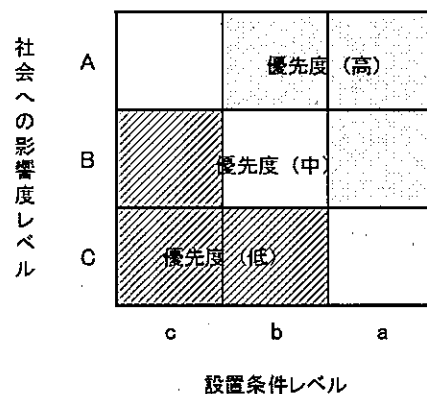 社会への影響度レベル
A
優先度（高）
B
優先度（中）
C
優先度（低）
c b a
設置条件レベル